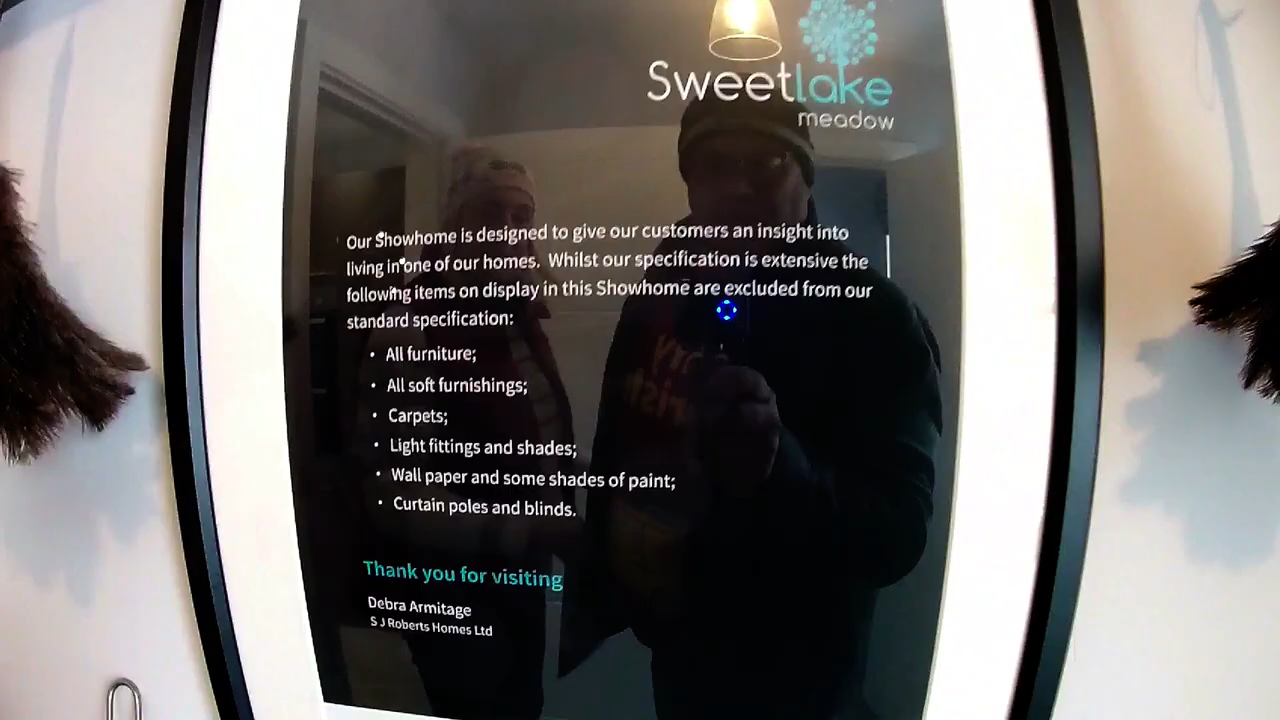 Sweetlake
meadow
Our Showhome is designed to give our customers an insight into
living in one of our homes. Whilst our specification is extensive the
following items on display in this Showhome are excluded from our
standard specification:
• All furniture;
• All soft furnishings;
• Carpets;
• Light fittings and shades;
• Wall paper and some shades of paint;
• Curtain poles and blinds.
Thank you for visiting
Debra Armitage
S J Roberts Homes Ltd